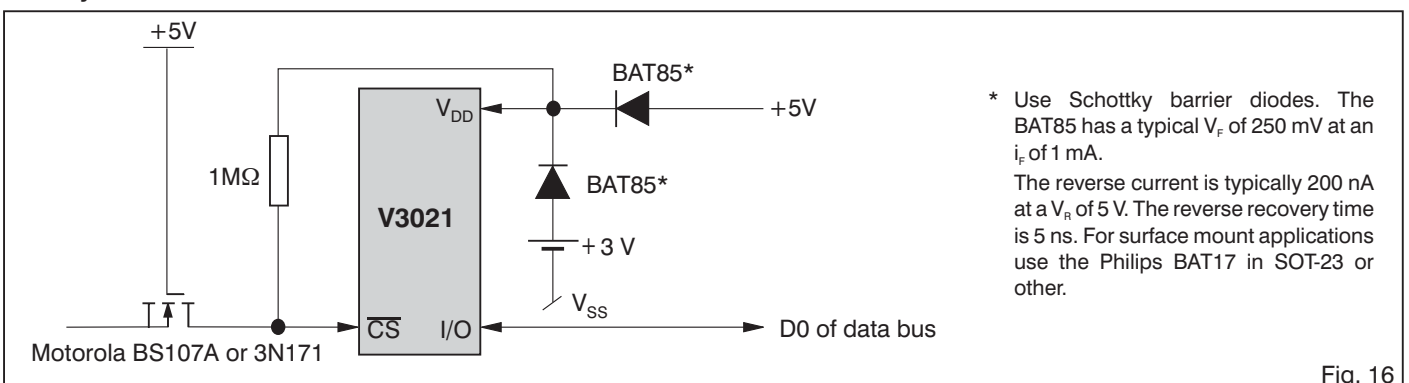 +5V
BAT85*
V_DD
+5V
1MΩ
BAT85*
V3021
+ 3 V
V_SS
CS I/O
D0 of data bus
Motorola BS107A or 3N171
* Use Schottky barrier diodes. The
BAT85 has a typical V_F of 250 mV at an
i_F of 1 mA.
The reverse current is typically 200 nA
at a V_R of 5 V. The reverse recovery time
is 5 ns. For surface mount applications
use the Philips BAT17 in SOT-23 or
other.
Fig. 16